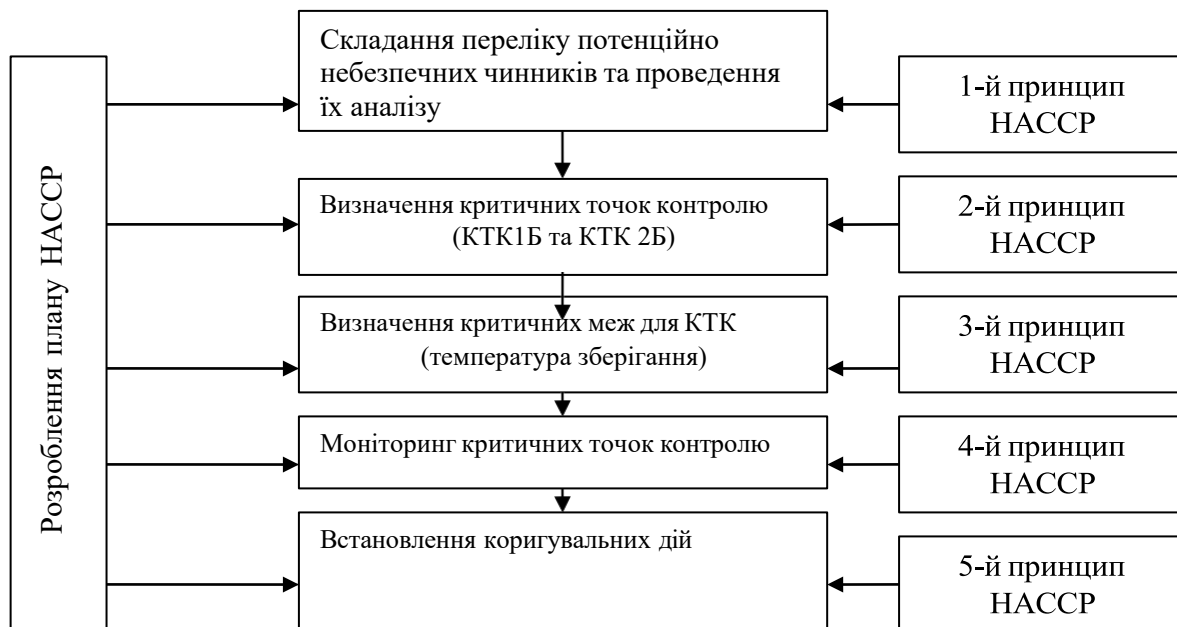 Розроблення плану НАССР
Складання переліку потенційно
небезпечних чинників та проведення
їх аналізу
1-й принцип
НАССР
Визначення критичних точок контролю
(КТК1Б та КТК 2Б)
2-й принцип
НАССР
Визначення критичних меж для КТК
(температура зберігання)
3-й принцип
НАССР
Моніторинг критичних точок контролю
4-й принцип
НАССР
Встановлення коригувальних дій
5-й принцип
НАССР